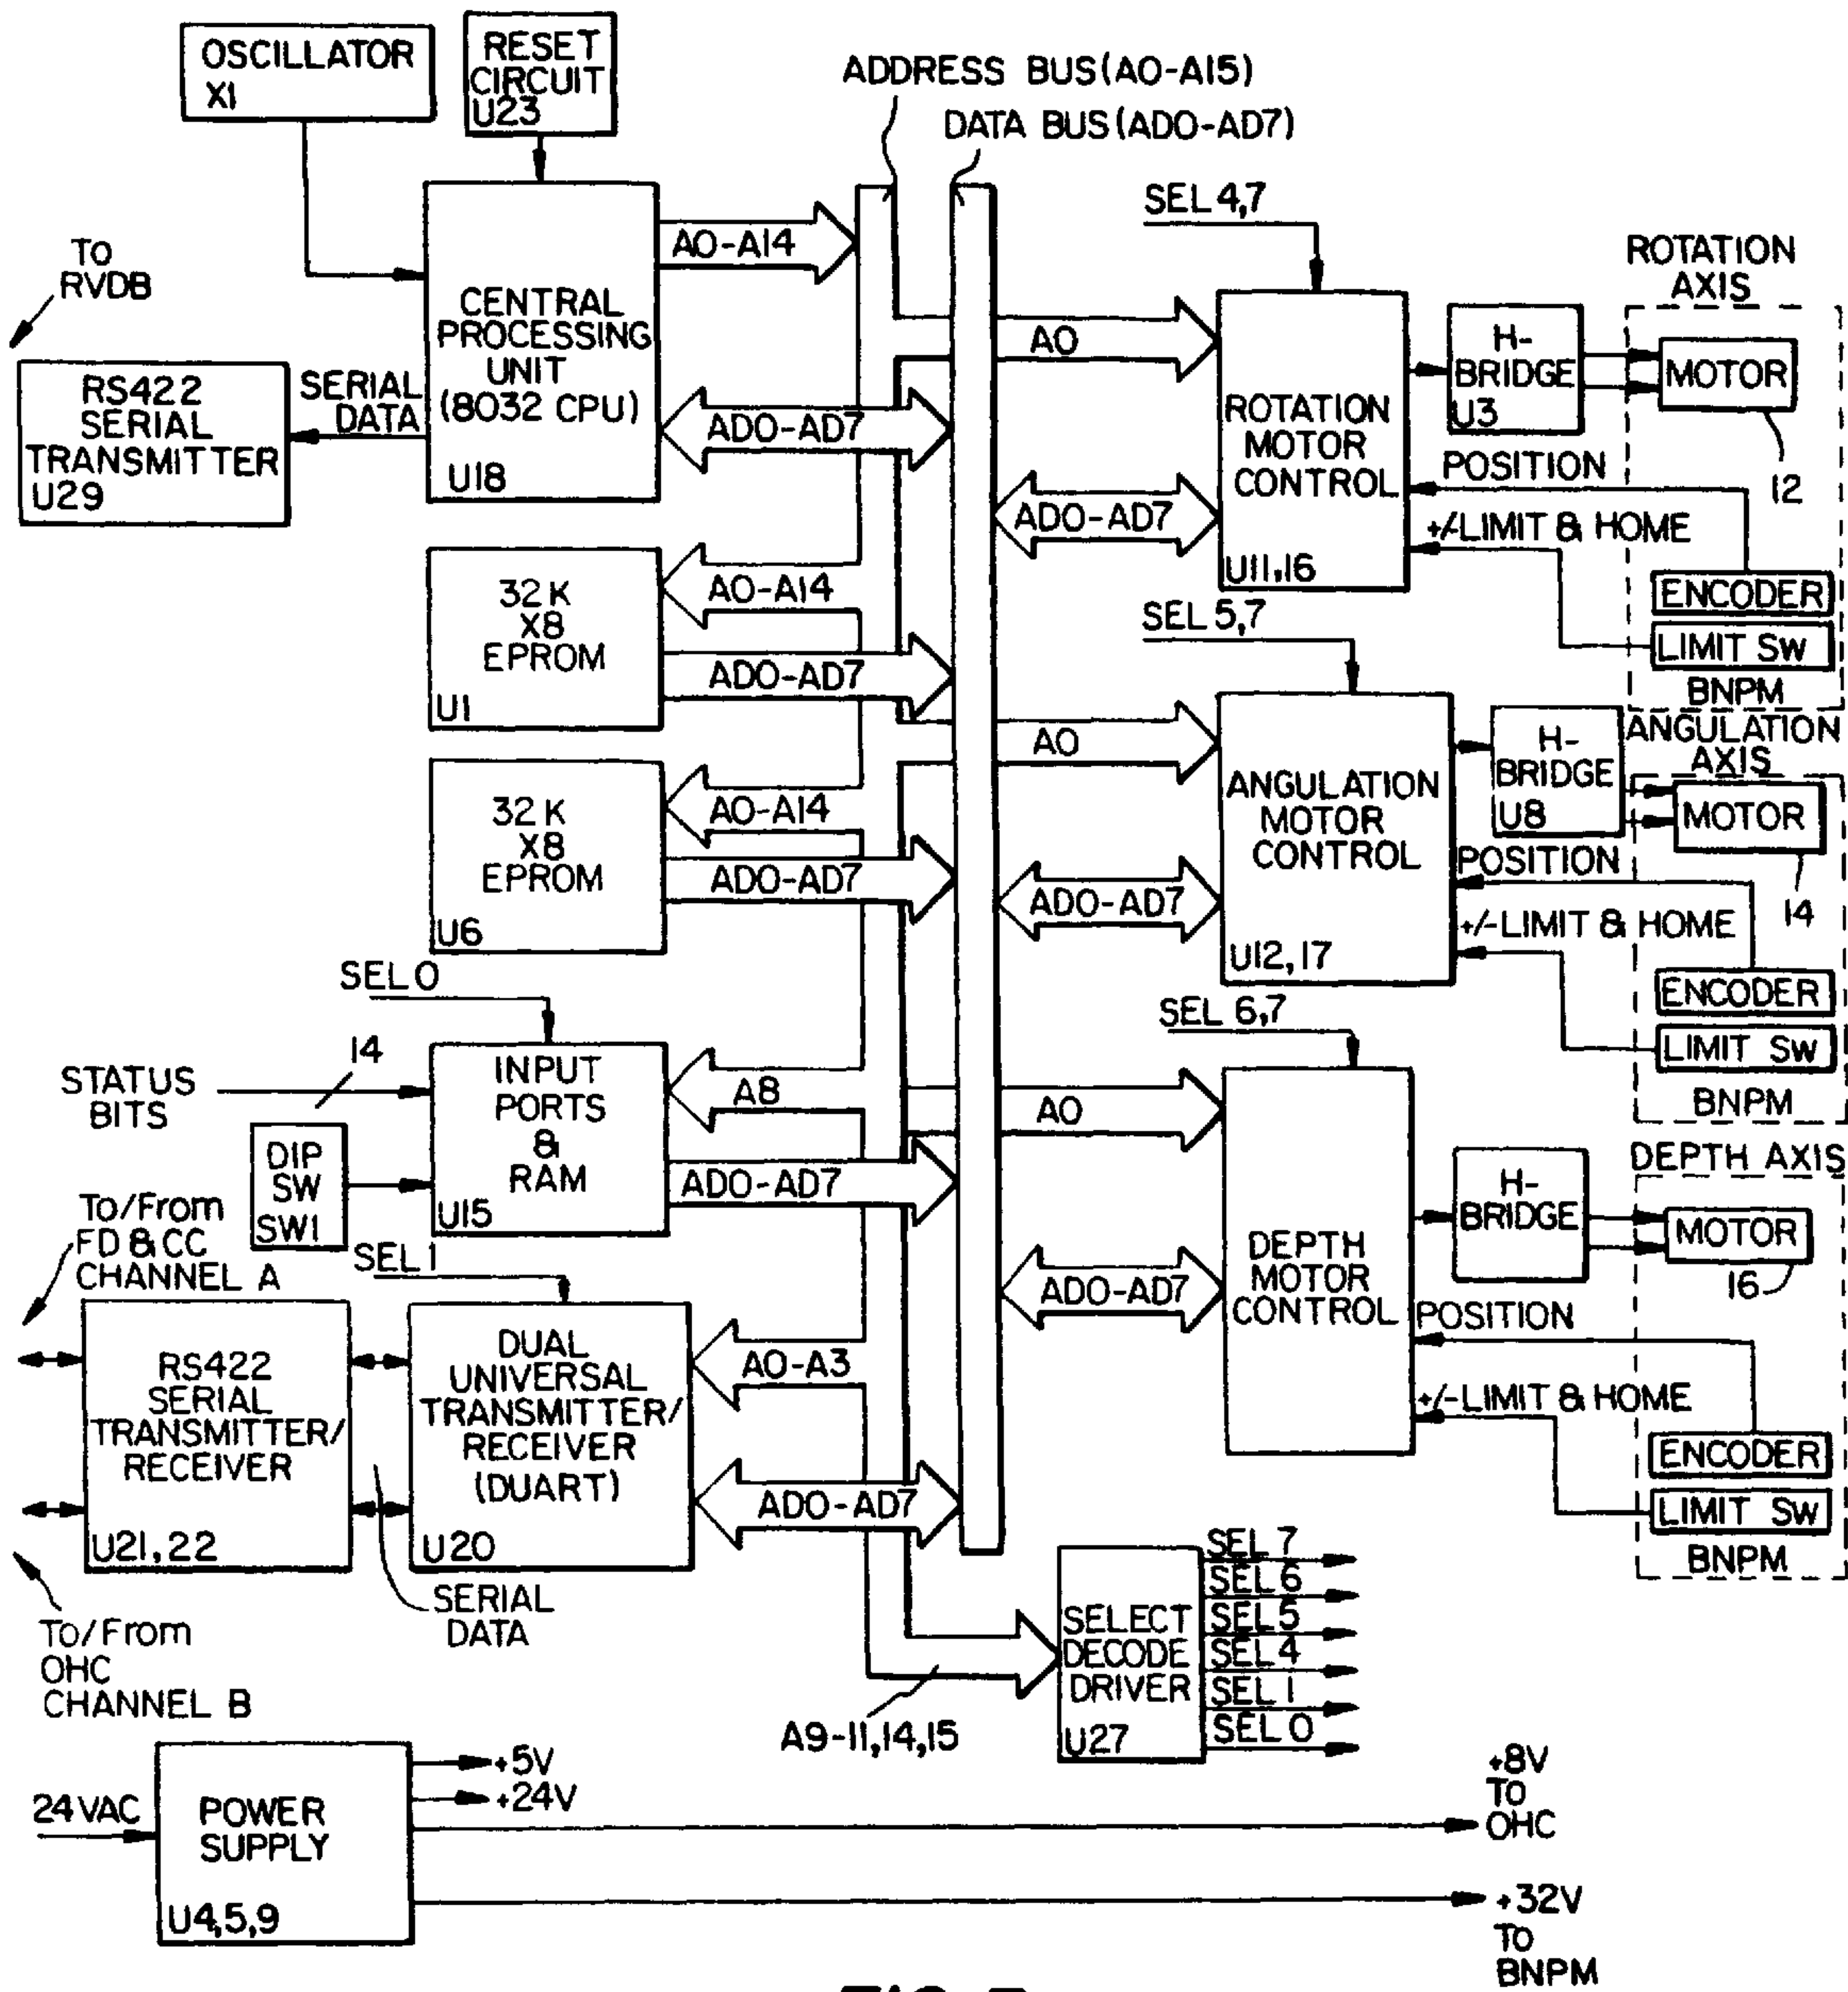 OSCILLATOR
X1
RESET
CIRCUIT
U23
ADDRESS BUS(A0-A15)
DATA BUS(AD0-AD7)
To
RVDB
CENTRAL
PROCESSING
UNIT
(8032 CPU)
U18
A0-A14
AD0-AD7
SERIAL
DATA
RS422
SERIAL
TRANSMITTER
U29
SEL 4,7
A0
ROTATION
MOTOR
CONTROL
U11,16
AD0-AD7
H-
BRIDGE
U3
ROTATION
AXIS
MOTOR
12
POSITION
+/-LIMIT & HOME
ENCODER
LIMIT SW
BNPM
32K
X8
EPROM
U1
A0-A14
AD0-AD7
SEL 5,7
A0
ANGULATION
MOTOR
CONTROL
U12,17
AD0-AD7
H-
BRIDGE
U8
ANGULATION
AXIS
MOTOR
14
POSITION
+/-LIMIT & HOME
ENCODER
LIMIT SW
BNPM
32K
X8
EPROM
U6
A0-A14
AD0-AD7
SEL 0
14
STATUS
BITS
DIP
SW
SW1
INPUT
PORTS
&
RAM
U15
A8
AD0-AD7
SEL 6,7
A0
DEPTH
MOTOR
CONTROL
AD0-AD7
H-
BRIDGE
DEPTH AXIS
MOTOR
16
POSITION
+/-LIMIT & HOME
ENCODER
LIMIT SW
BNPM
To/From
FD & CC
CHANNEL A
SEL 1
RS422
SERIAL
TRANSMITTER/
RECEIVER
U21,22
DUAL
UNIVERSAL
TRANSMITTER/
RECEIVER
(DUART)
U20
A0-A3
AD0-AD7
SERIAL
DATA
To/From
OHC
CHANNEL B
SELECT
DECODE
DRIVER
U27
SEL 7
SEL 6
SEL 5
SEL 4
SEL 1
SEL 0
A9-11,14,15
24 VAC
POWER
SUPPLY
U4,5,9
+5V
+24V
+8V
TO
OHC
+32V
TO
BNPM